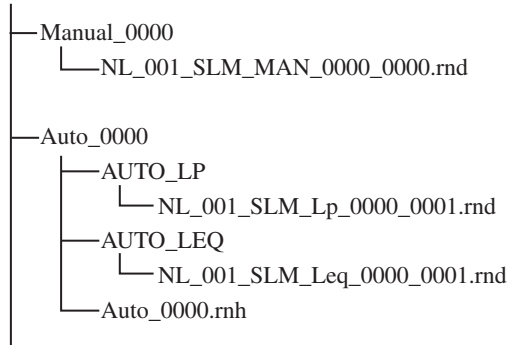 Manual_0000
NL_001_SLM_MAN_0000_0000.rnd
Auto_0000
AUTO_LP
NL_001_SLM_Lp_0000_0001.rnd
AUTO_LEQ
NL_001_SLM_Leq_0000_0001.rnd
Auto_0000.rnh